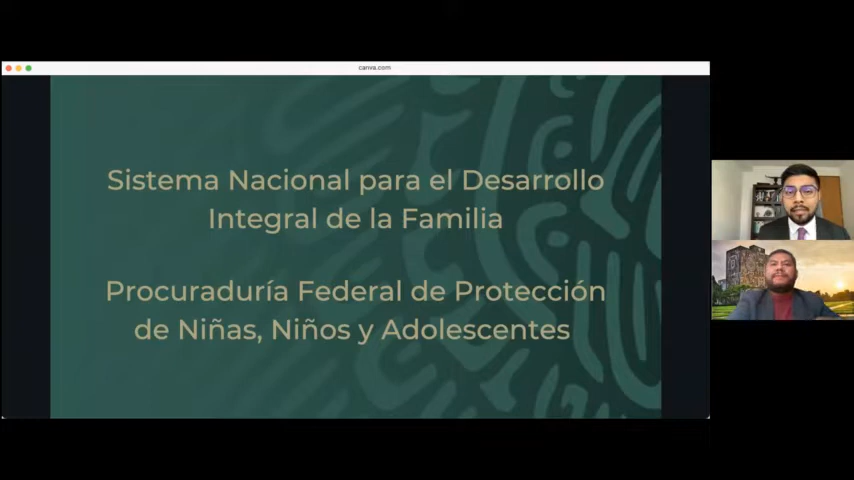 canva.com
Sistema Nacional para el Desarrollo
Integral de la Familia
Procuraduría Federal de Protección
de Niñas, Niños y Adolescentes